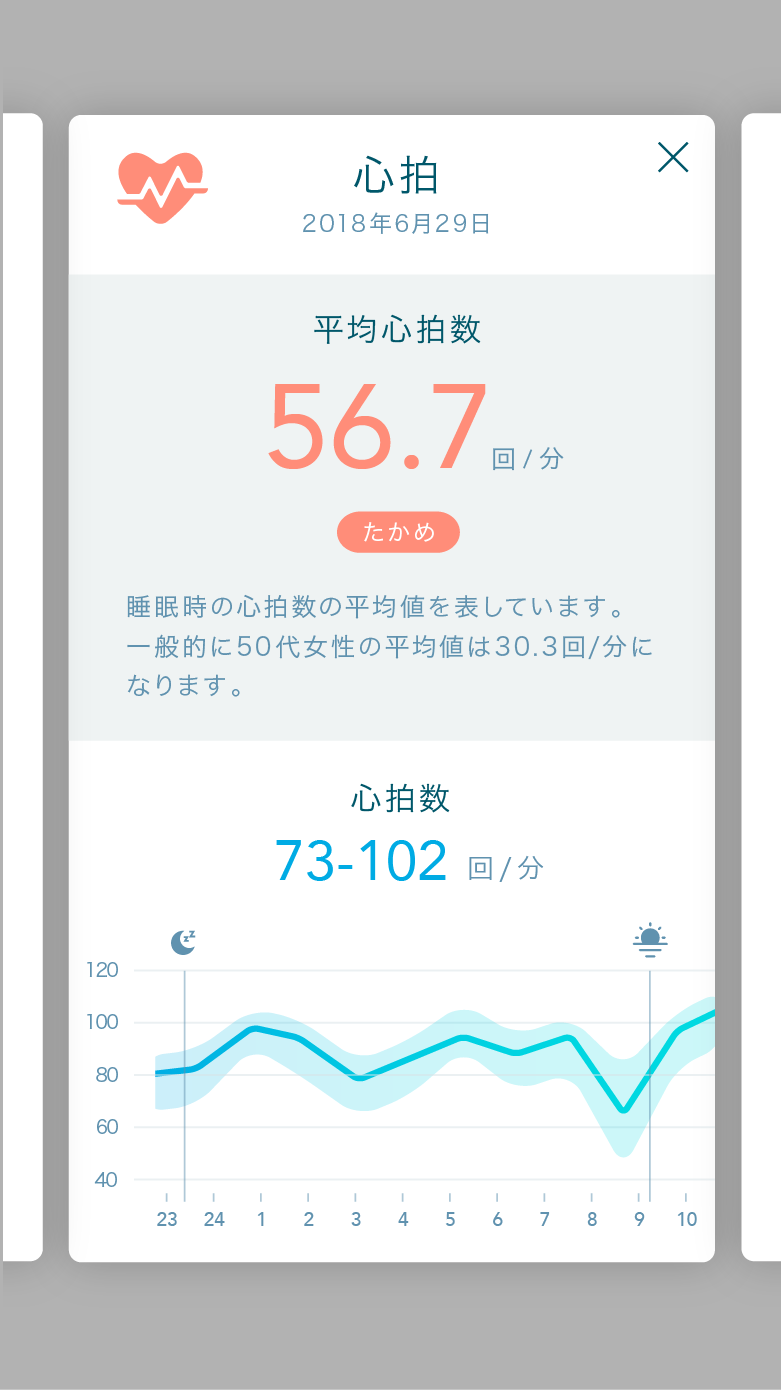 心拍
2018年6月29日
平均心拍数
56.7 回/分
たかめ
睡眠時の心拍数の平均値を表しています。
一般的に50代女性の平均値は30.3回/分に
なります。
心拍数
73-102 回/分
zz
120
100
80
60
40
23 24 1 2 3 4 5 6 7 8 9 10